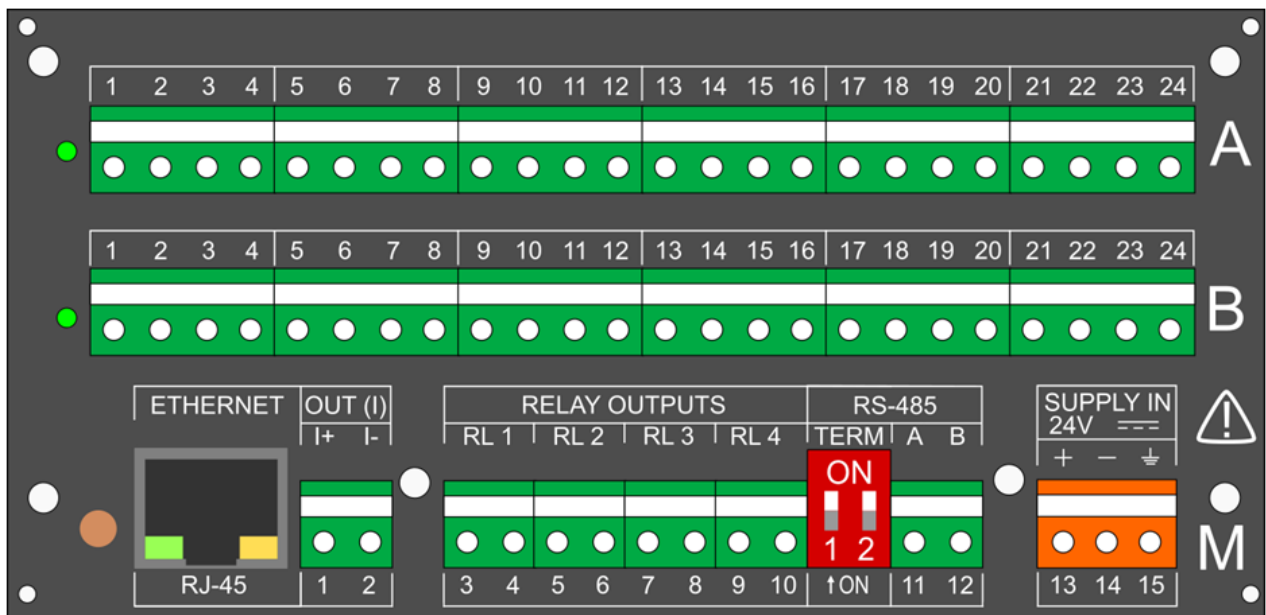 1 2 3 4 5 6 7 8 9 10 11 12 13 14 15 16 17 18 19 20 21 22 23 24
A
1 2 3 4 5 6 7 8 9 10 11 12 13 14 15 16 17 18 19 20 21 22 23 24
B
ETHERNET OUT (I) RELAY OUTPUTS RS-485 SUPPLY IN
24V
I+ I- RL 1 RL 2 RL 3 RL 4 TERM A B
+ −
ON
1 2
M
RJ-45 1 2 3 4 5 6 7 8 9 10 ↑ON 11 12 13 14 15